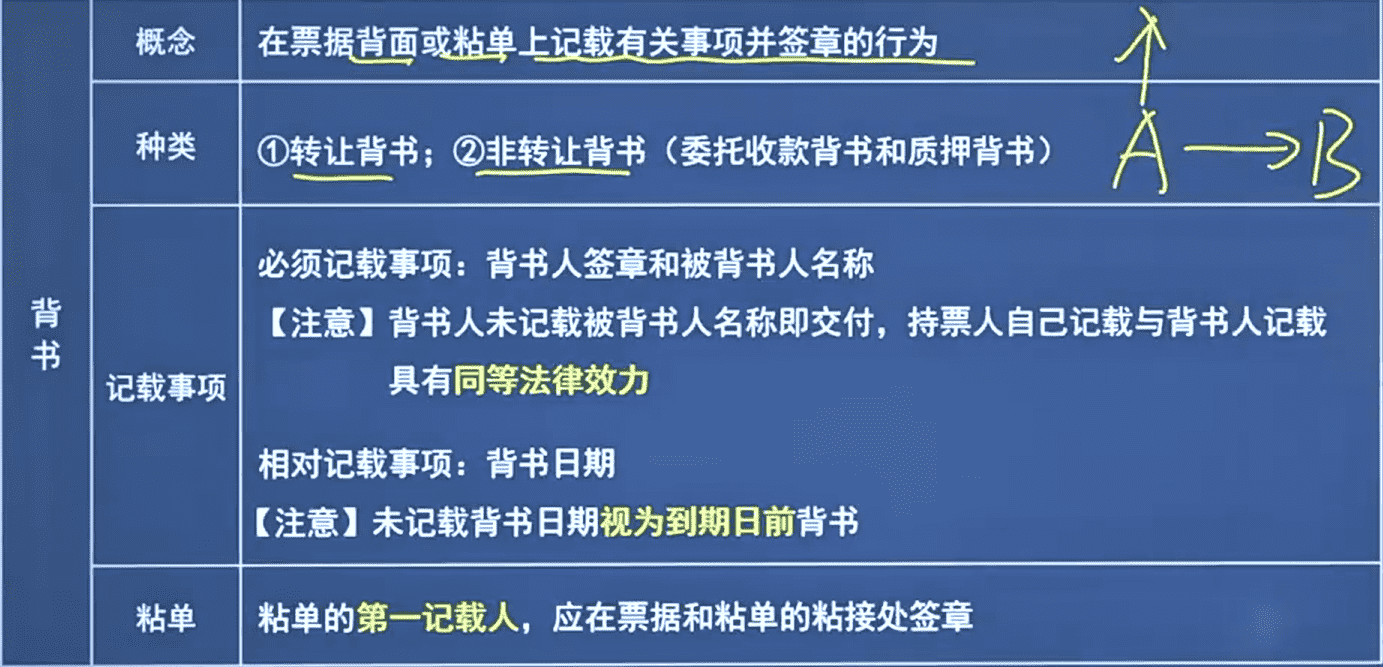 背书
概念
在票据背面或粘单上记载有关事项并签章的行为
种类
①转让背书；②非转让背书（委托收款背书和质押背书）
A → B
记载事项
必须记载事项：背书人签章和被背书人名称
【注意】背书人未记载被背书人名称即交付，持票人自己记载与背书人记载
具有同等法律效力
相对记载事项：背书日期
【注意】未记载背书日期视为到期日前背书
粘单
粘单的第一记载人，应在票据和粘单的粘接处签章